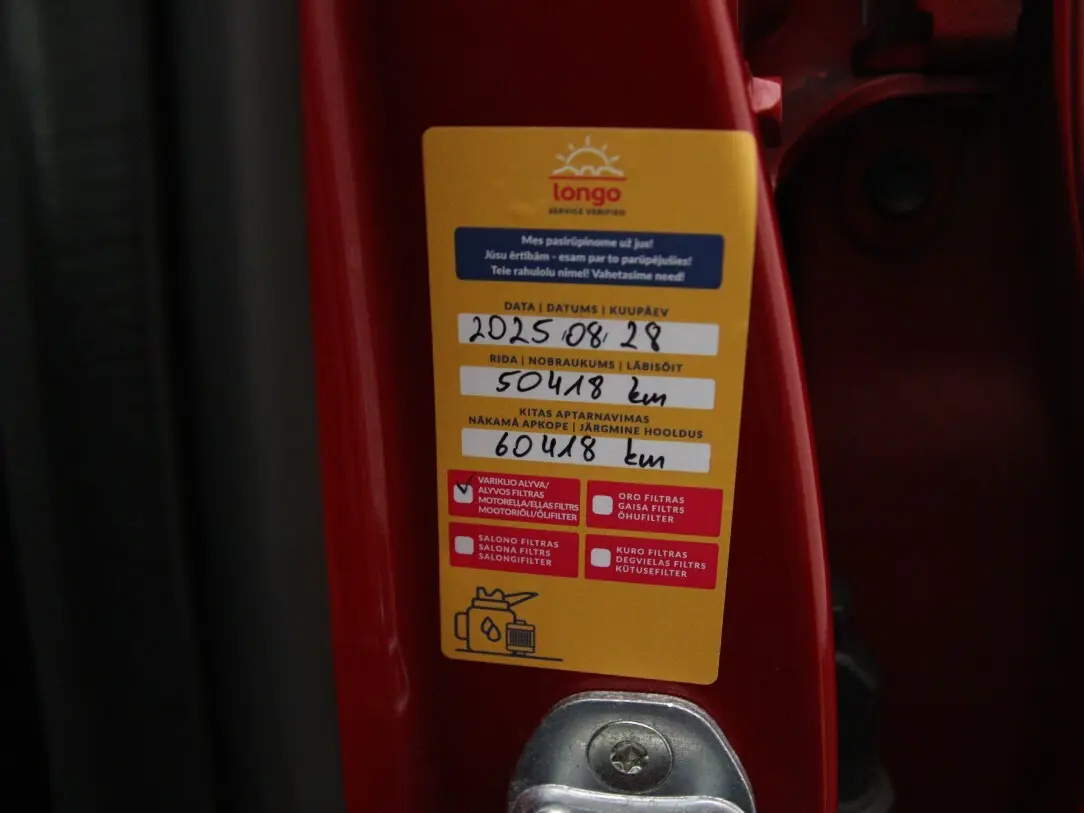 longo
SERVICE VERIFIED
Mes pasirūpinome už jus!
Jūsu ērtībām - esam par to parūpējušies!
Teie rahulolu nimel! Vahetasime need!
DATA | DATUMS | KUUPÄEV
2025.08.28
RIDA | NOBRAUKUMS | LÄBISÕIT
50418 km
KITAS APTARNAVIMAS
NĀKAMĀ APKOPE | JÄRGMINE HOOLDUS
60418 km
VARIKLIO ALYVA/
ALYVOS FILTRAS
MOTORELLA/ELLAS FILTRS
MOOTORIÕLI/ÕLIFILTER
ORO FILTRAS
GAISA FILTRS
ÕHUFILTER
SALONO FILTRAS
SALONA FILTRS
SALONGIFILTER
KURO FILTRAS
DEGVIELAS FILTRS
KÜTUSEFILTER